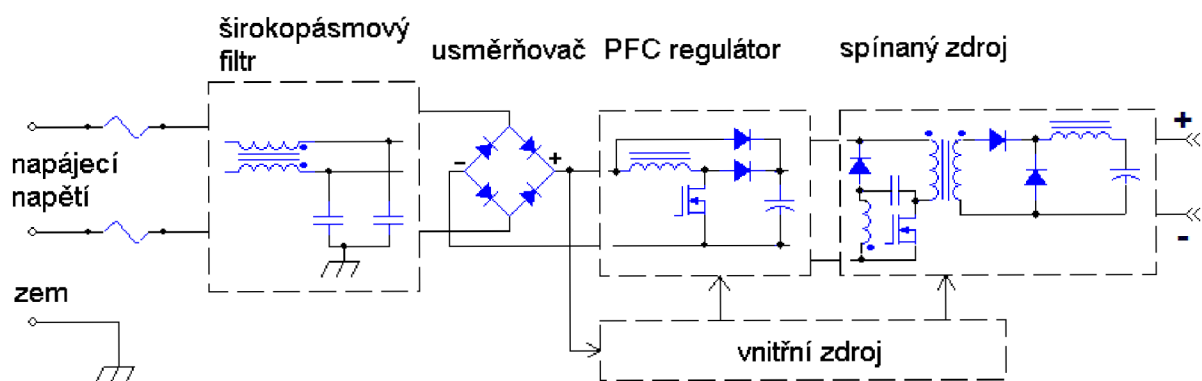 širokopásmový
filtr
usměrňovač
PFC regulátor
spínaný zdroj
napájecí
napětí
zem
vnitřní zdroj
- +
+
-